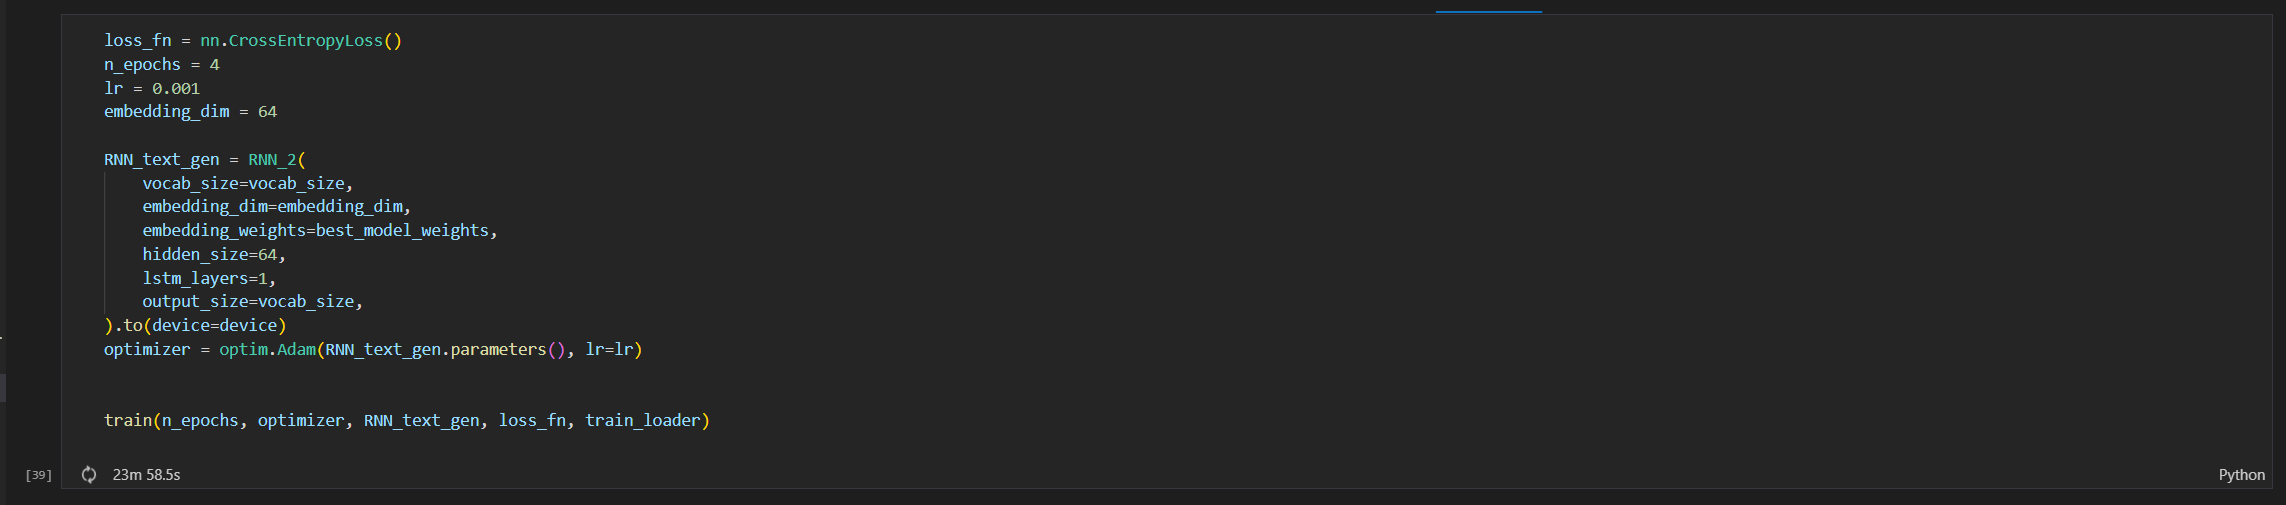 loss_fn = nn.CrossEntropyLoss()
n_epochs = 4
lr = 0.001
embedding_dim = 64
RNN_text_gen = RNN_2(
vocab_size=vocab_size,
embedding_dim=embedding_dim,
embedding_weights=best_model_weights,
hidden_size=64,
lstm_layers=1,
output_size=vocab_size,
).to(device=device)
optimizer = optim.Adam(RNN_text_gen.parameters(), lr=lr)
train(n_epochs, optimizer, RNN_text_gen, loss_fn, train_loader)
[39] 23m 58.5s Python